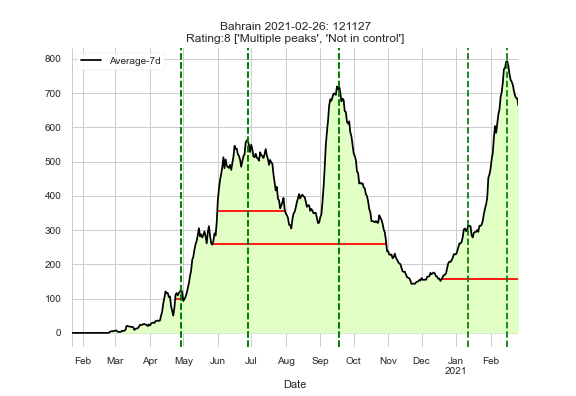 Bahrain 2021-02-26: 121127
Rating:8 ['Multiple peaks', 'Not in control']
Average-7d
800
700
600
500
400
300
200
100
0
Feb Mar Apr May Jun Jul Aug Sep Oct Nov Dec Jan Feb
2021
Date